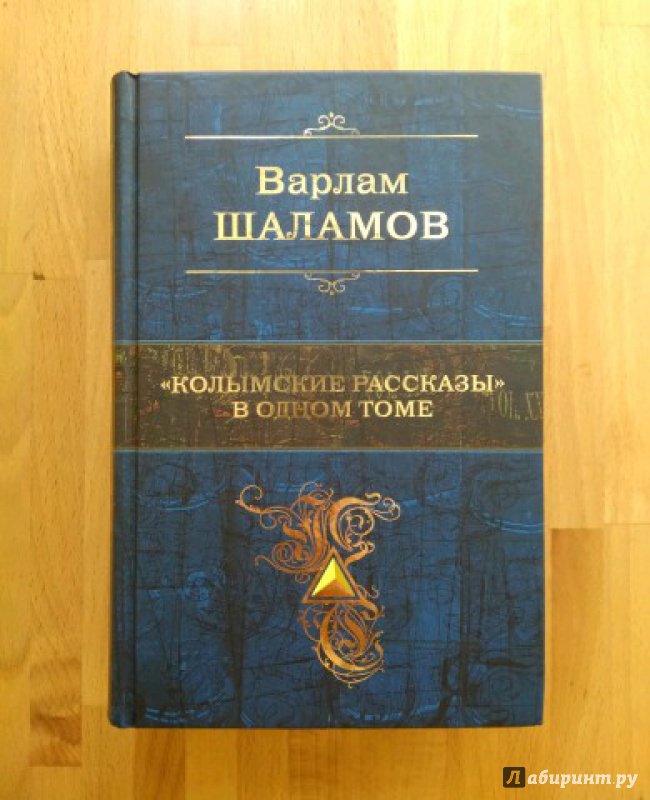 Варлам
ШАЛАМОВ
«КОЛЫМСКИЕ РАССКАЗЫ»
В ОДНОМ ТОМЕ
Лабиринт.ру